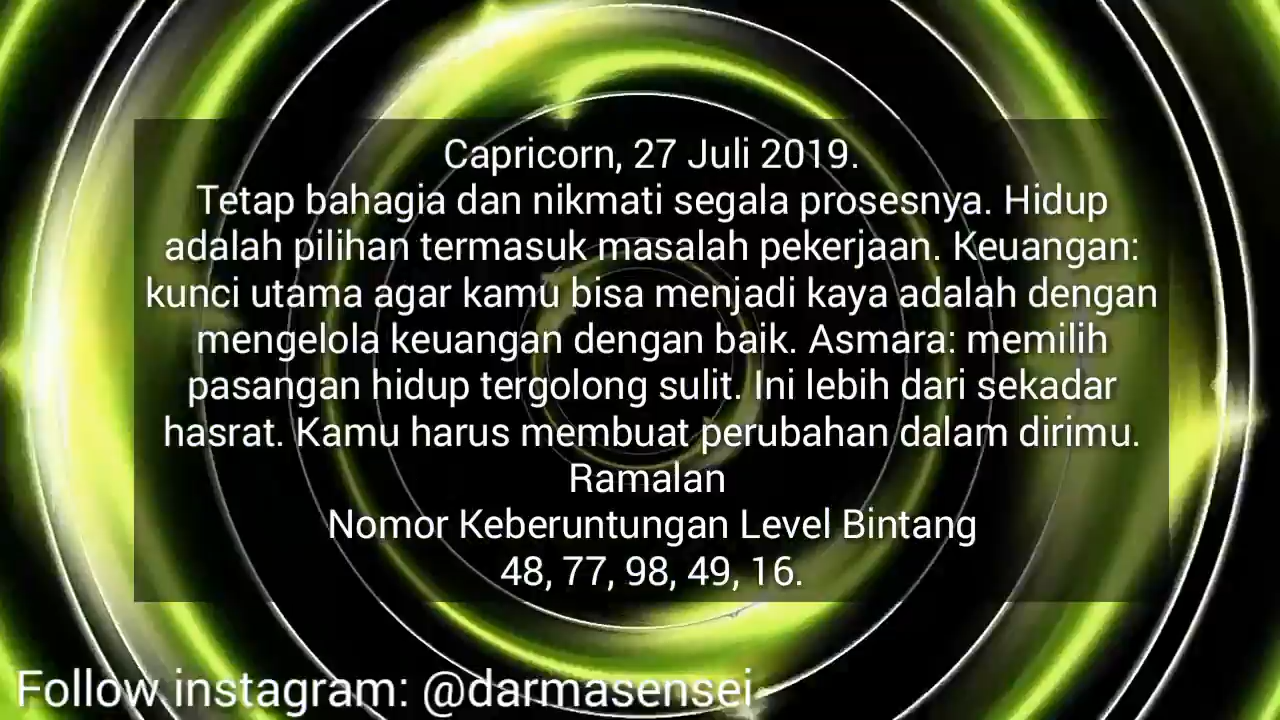 Capricorn, 27 Juli 2019.
Tetap bahagia dan nikmati segala prosesnya. Hidup
adalah pilihan termasuk masalah pekerjaan. Keuangan:
kunci utama agar kamu bisa menjadi kaya adalah dengan
mengelola keuangan dengan baik. Asmara: memilih
pasangan hidup tergolong sulit. Ini lebih dari sekadar
hasrat. Kamu harus membuat perubahan dalam dirimu.
Ramalan
Nomor Keberuntungan Level Bintang
48, 77, 98, 49, 16.
Follow instagram: @darmasensei